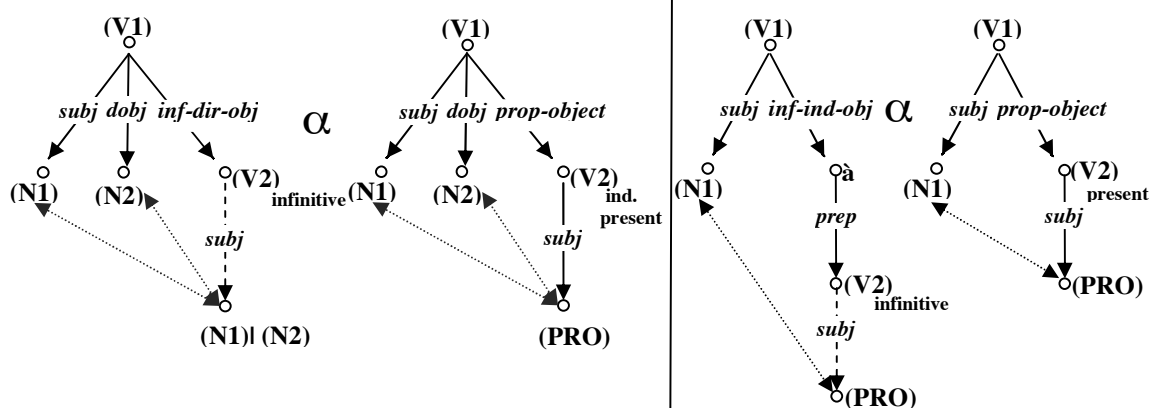 (V1) (V1) (V1) (V1)
subj dobj inf-dir-obj α subj dobj prop-object subj inf-ind-obj α subj prop-object
(N1) (N2) (V2) infinitive (N1) (N2) (V2) ind. present (N1) à (N1) (V2) present
subj subj prep subj
(V2) infinitive (PRO)
(N1)| (N2) (PRO) subj
(PRO)